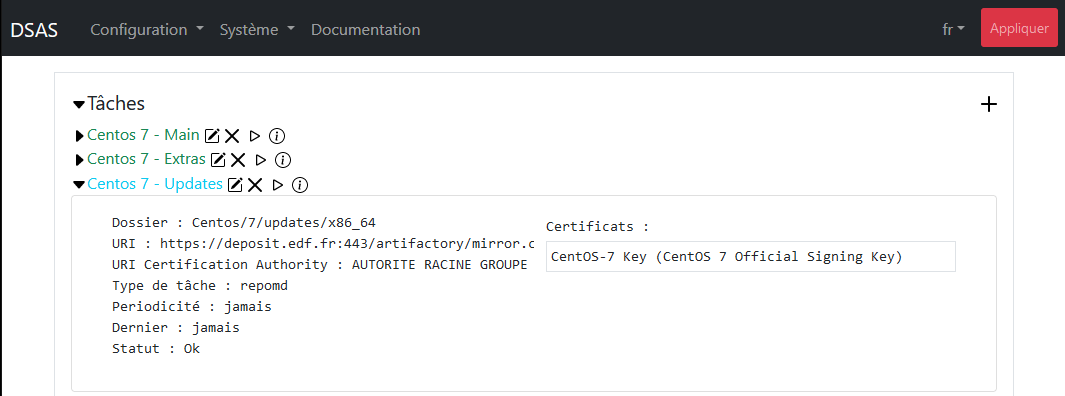 DSAS Configuration Système Documentation fr Appliquer
Tâches
Centos 7 - Main
Centos 7 - Extras
Centos 7 - Updates
Dossier : Centos/7/updates/x86_64
URI : https://deposit.edf.fr:443/artifactory/mirror.c
URI Certification Authority : AUTORITE RACINE GROUPE
Type de tâche : repomd
Periodicité : jamais
Dernier : jamais
Statut : Ok
Certificats :
CentOS-7 Key (CentOS 7 Official Signing Key)